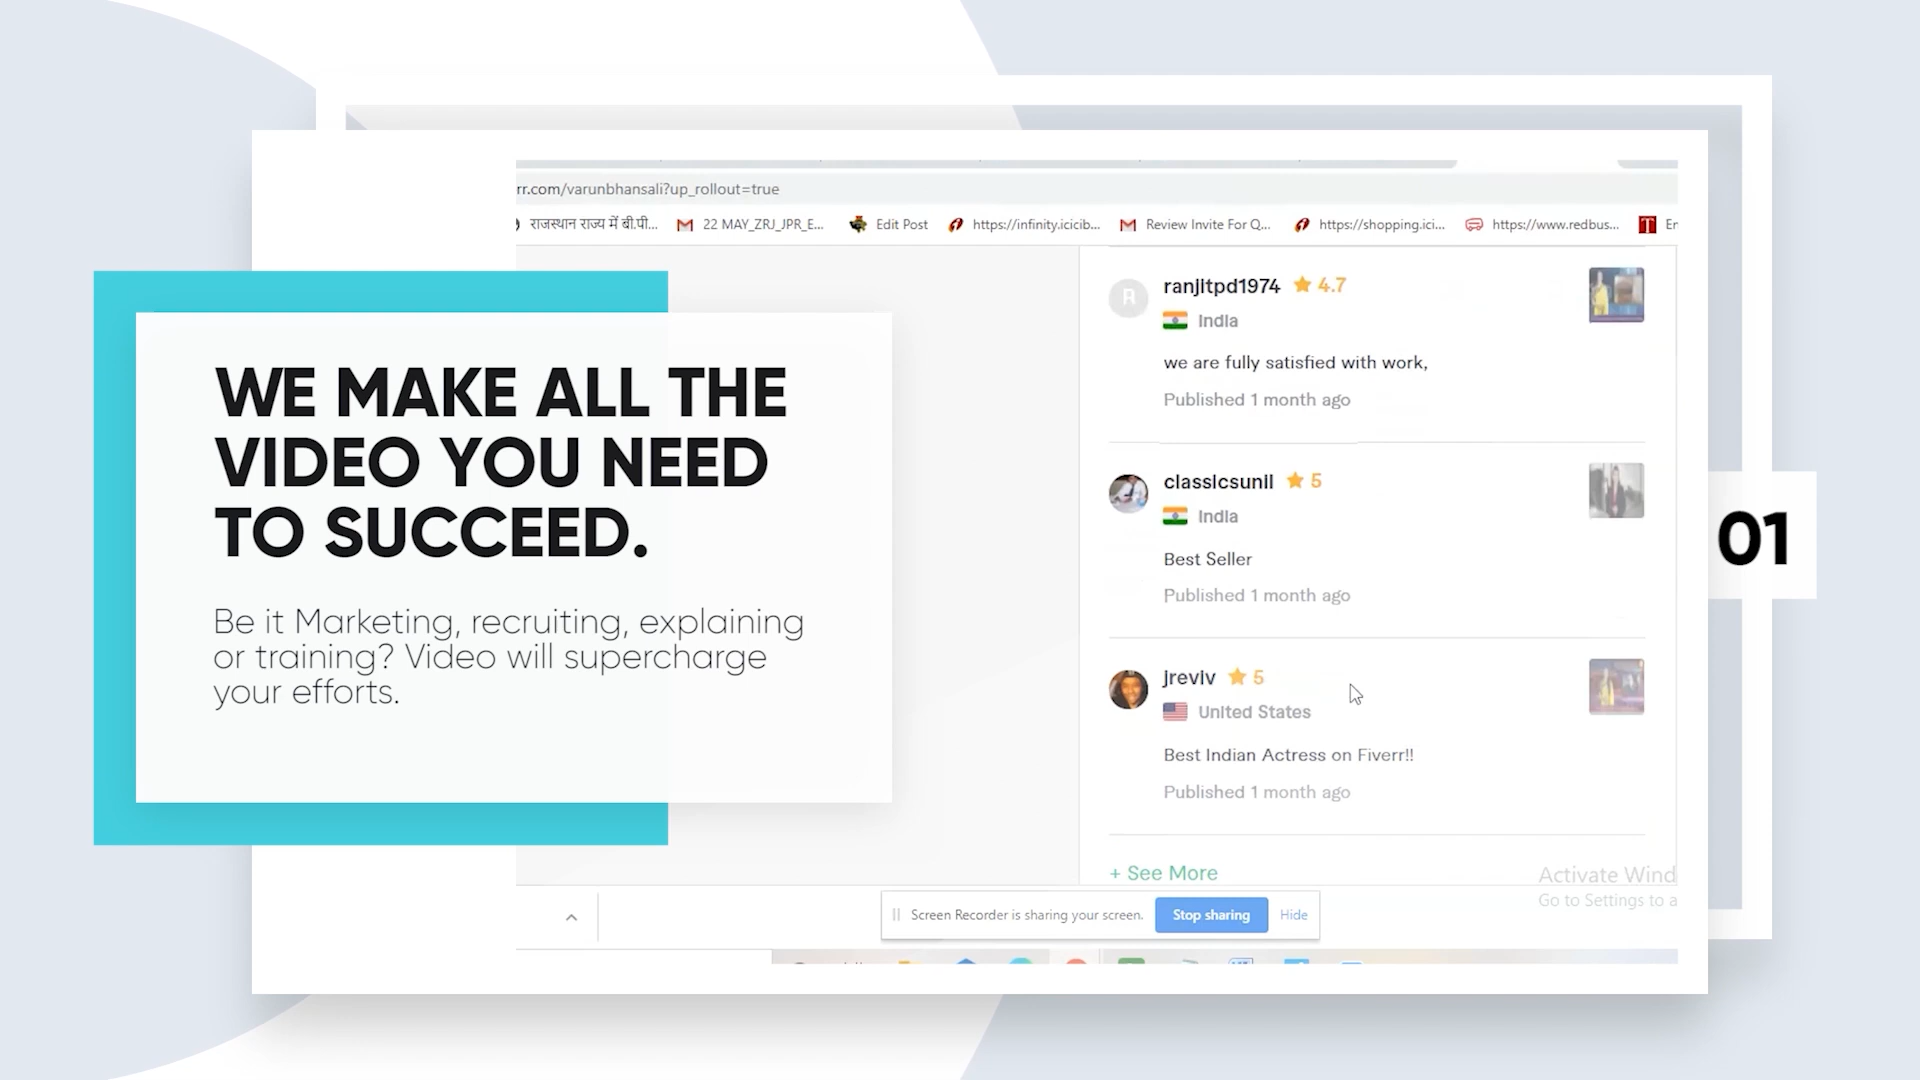 rr.com/varunbhansali?up_rollout=true
राजस्थान राज्य में बी.पी...
22 MAY_ZRJ_JPR_E...
Edit Post
https://infinity.icicib...
Review Invite For Q...
https://shopping.ici...
https://www.redbus...
T
WE MAKE ALL THE
VIDEO YOU NEED
TO SUCCEED.
Be it Marketing, recruiting, explaining
or training? Video will supercharge
your efforts.
R
ranjitpd1974 4.7
India
we are fully satisfied with work,
Published 1 month ago
classicsunil 5
India
Best Seller
Published 1 month ago
jreviv 5
United States
Best Indian Actress on Fiverr!!
Published 1 month ago
+ See More
01
Activate Wind
Go to Settings to a
Screen Recorder is sharing your screen.
Stop sharing
Hide